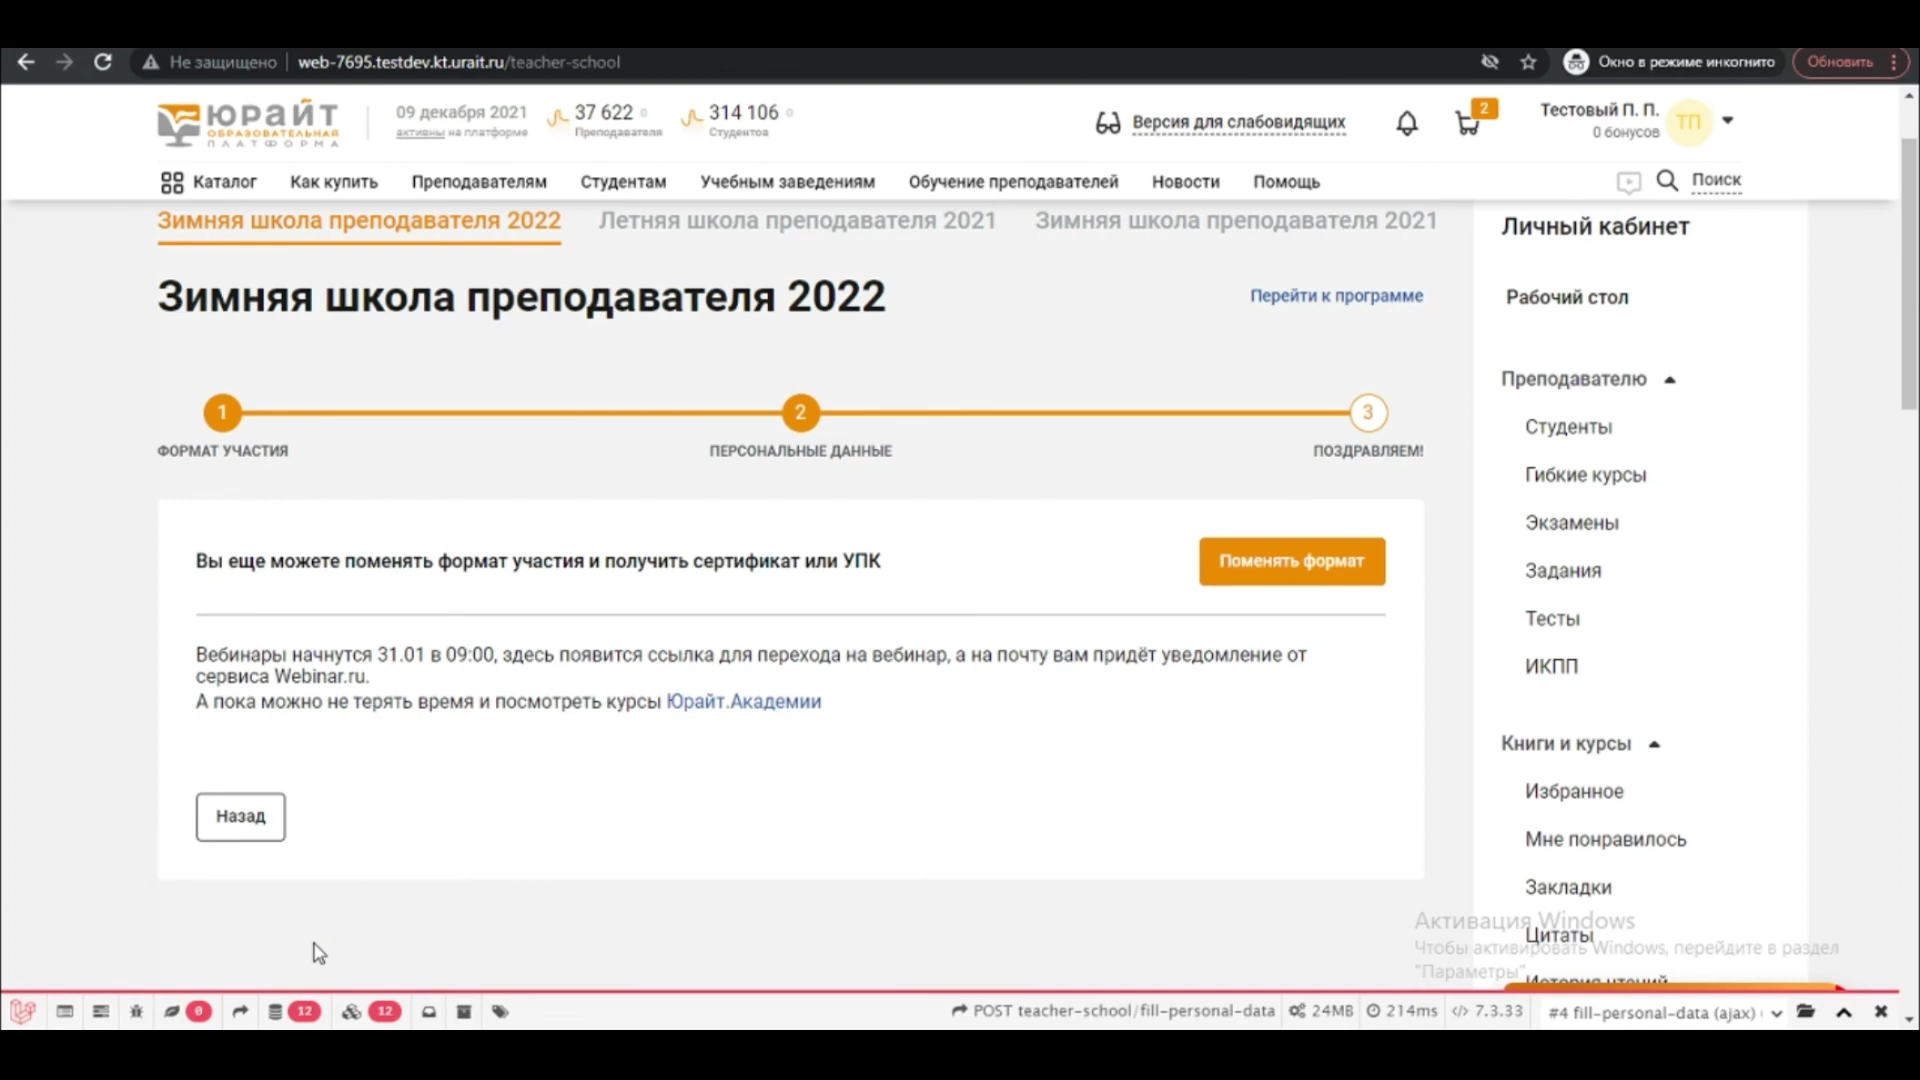 Не защищено
web-7695.testdev.kt.urait.ru/teacher-school
Окно в режиме инкогнито
Обновить
ЮРАЙТ
ОБРАЗОВАТЕЛЬНАЯ
ПЛАТФОРМА
09 декабря 2021
активны на платформе
37 622 0
Преподавателя
314 106 0
Студентов
Версия для слабовидящих
2
Тестовый П. П.
0 бонусов
ТП
Каталог
Как купить
Преподавателям
Студентам
Учебным заведениям
Обучение преподавателей
Новости
Помощь
Поиск
Зимняя школа преподавателя 2022
Летняя школа преподавателя 2021
Зимняя школа преподавателя 2021
Зимняя школа преподавателя 2022
Перейти к программе
1
2
3
ФОРМАТ УЧАСТИЯ
ПЕРСОНАЛЬНЫЕ ДАННЫЕ
ПОЗДРАВЛЯЕМ!
Вы еще можете поменять формат участия и получить сертификат или УПК
Поменять формат
Вебинары начнутся 31.01 в 09:00, здесь появится ссылка для перехода на вебинар, а на почту вам придёт уведомление от
сервиса Webinar.ru.
А пока можно не терять время и посмотреть курсы Юрайт.Академии
Назад
Личный кабинет
Рабочий стол
Преподавателю
Студенты
Гибкие курсы
Экзамены
Задания
Тесты
ИКПП
Книги и курсы
Избранное
Мне понравилось
Закладки
Цитаты
История чтений
Активация Windows
Чтобы активировать Windows, перейдите в раздел
"Параметры"
0
12
12
POST teacher-school/fill-personal-data
24MB
214ms
7.3.33
#4 fill-personal-data (ajax)